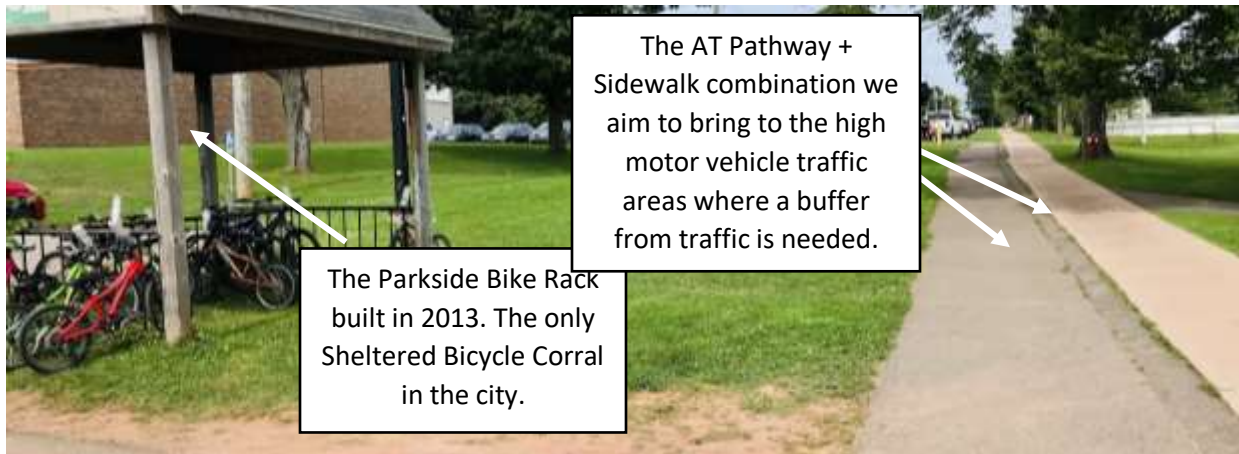 The AT Pathway +
Sidewalk combination we
aim to bring to the high
motor vehicle traffic
areas where a buffer
from traffic is needed.
The Parkside Bike Rack
built in 2013. The only
Sheltered Bicycle Corral
in the city.